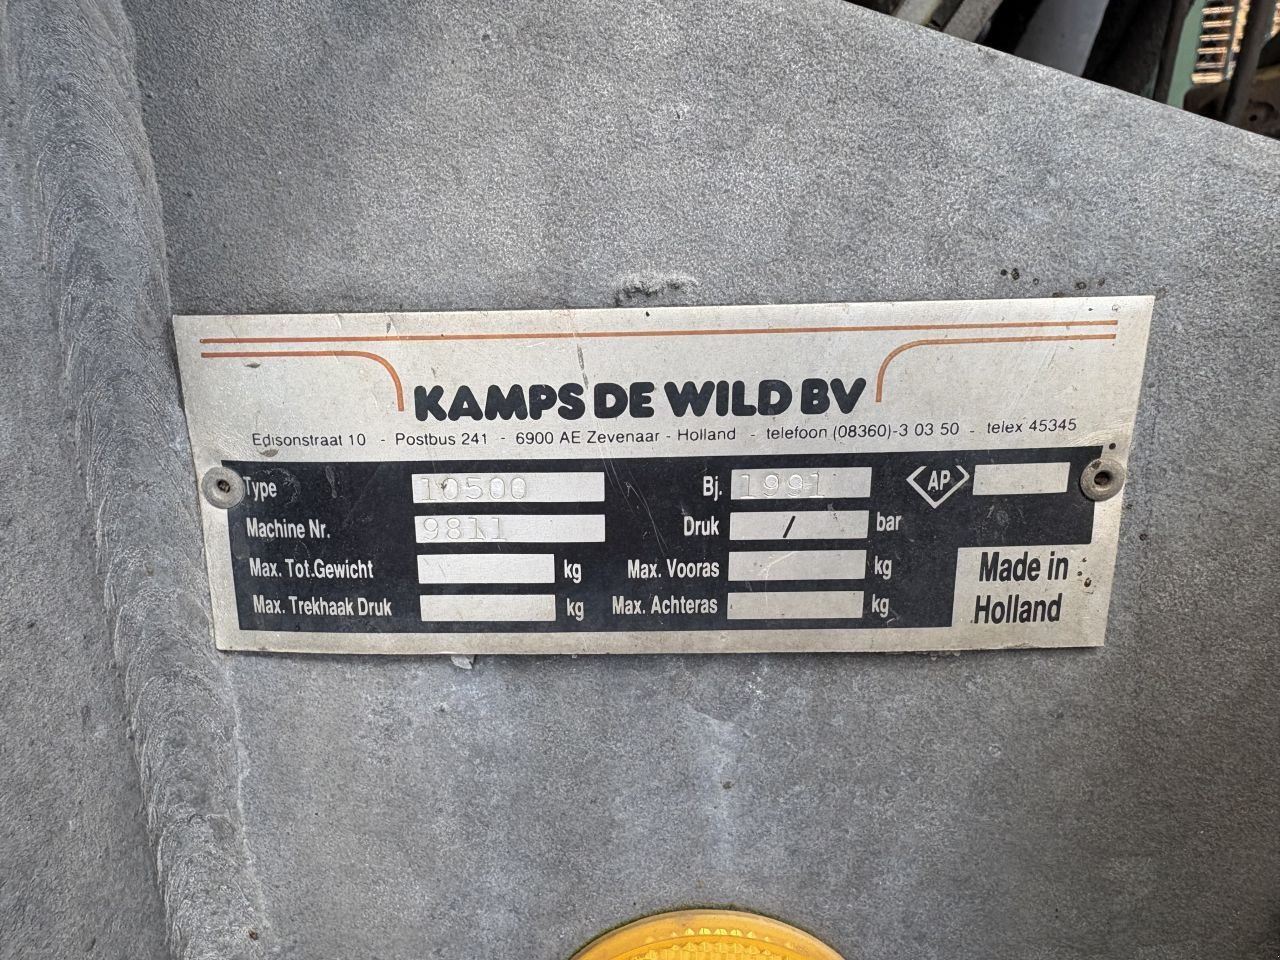 KAMPS DE WILD BV
Edisonstraat 10 - Postbus 241 - 6900 AE Zevenaar - Holland - telefoon (08360)-3 03 50 - telex 45345
Type 10500 Bj. 1991 AP
Machine Nr. 9811 Druk / bar
Max. Tot.Gewicht kg Max. Vooras kg
Max. Trekhaak Druk kg Max. Achteras kg
Made in
Holland